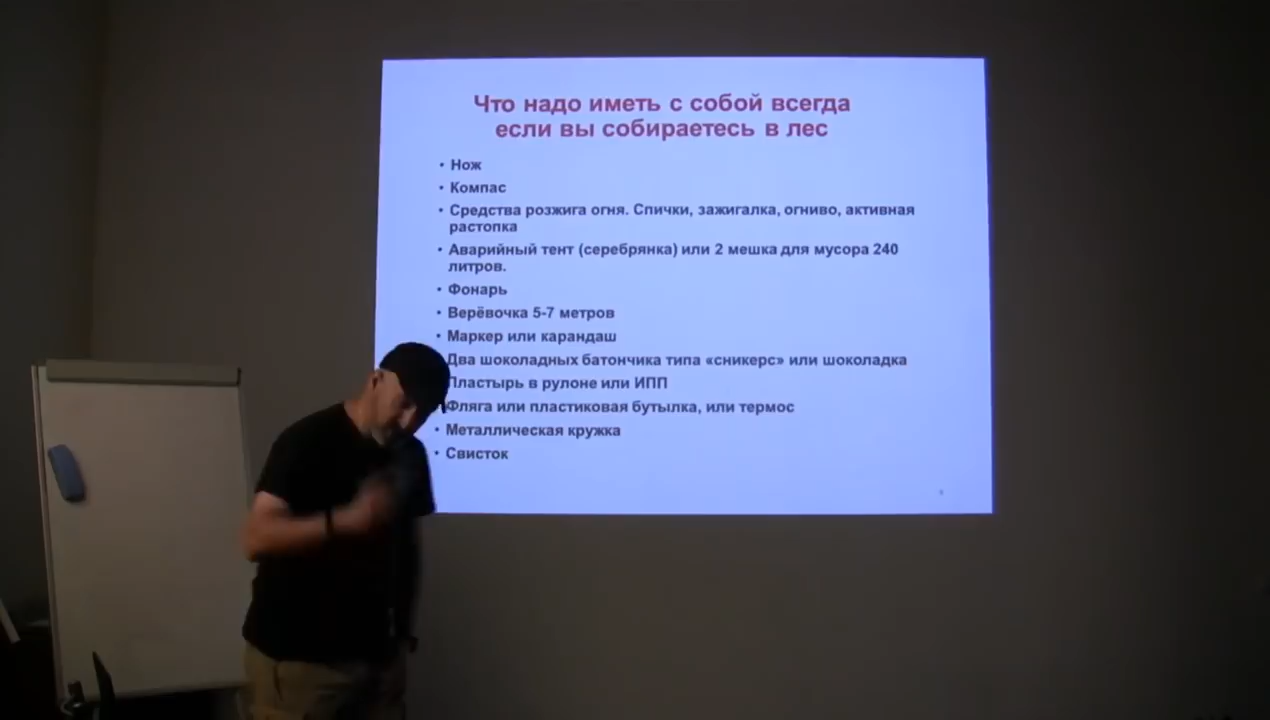 Что надо иметь с собой всегда
если вы собираетесь в лес
• Нож
• Компас
• Средства розжига огня. Спички, зажигалка, огниво, активная
растопка
• Аварийный тент (серебрянка) или 2 мешка для мусора 240
литров.
• Фонарь
• Верёвочка 5-7 метров
• Маркер или карандаш
Два шоколадных батончика типа «сникерс» или шоколадка
Пластырь в рулоне или ИПП
Фляга или пластиковая бутылка, или термос
• Металлическая кружка
• Свисток